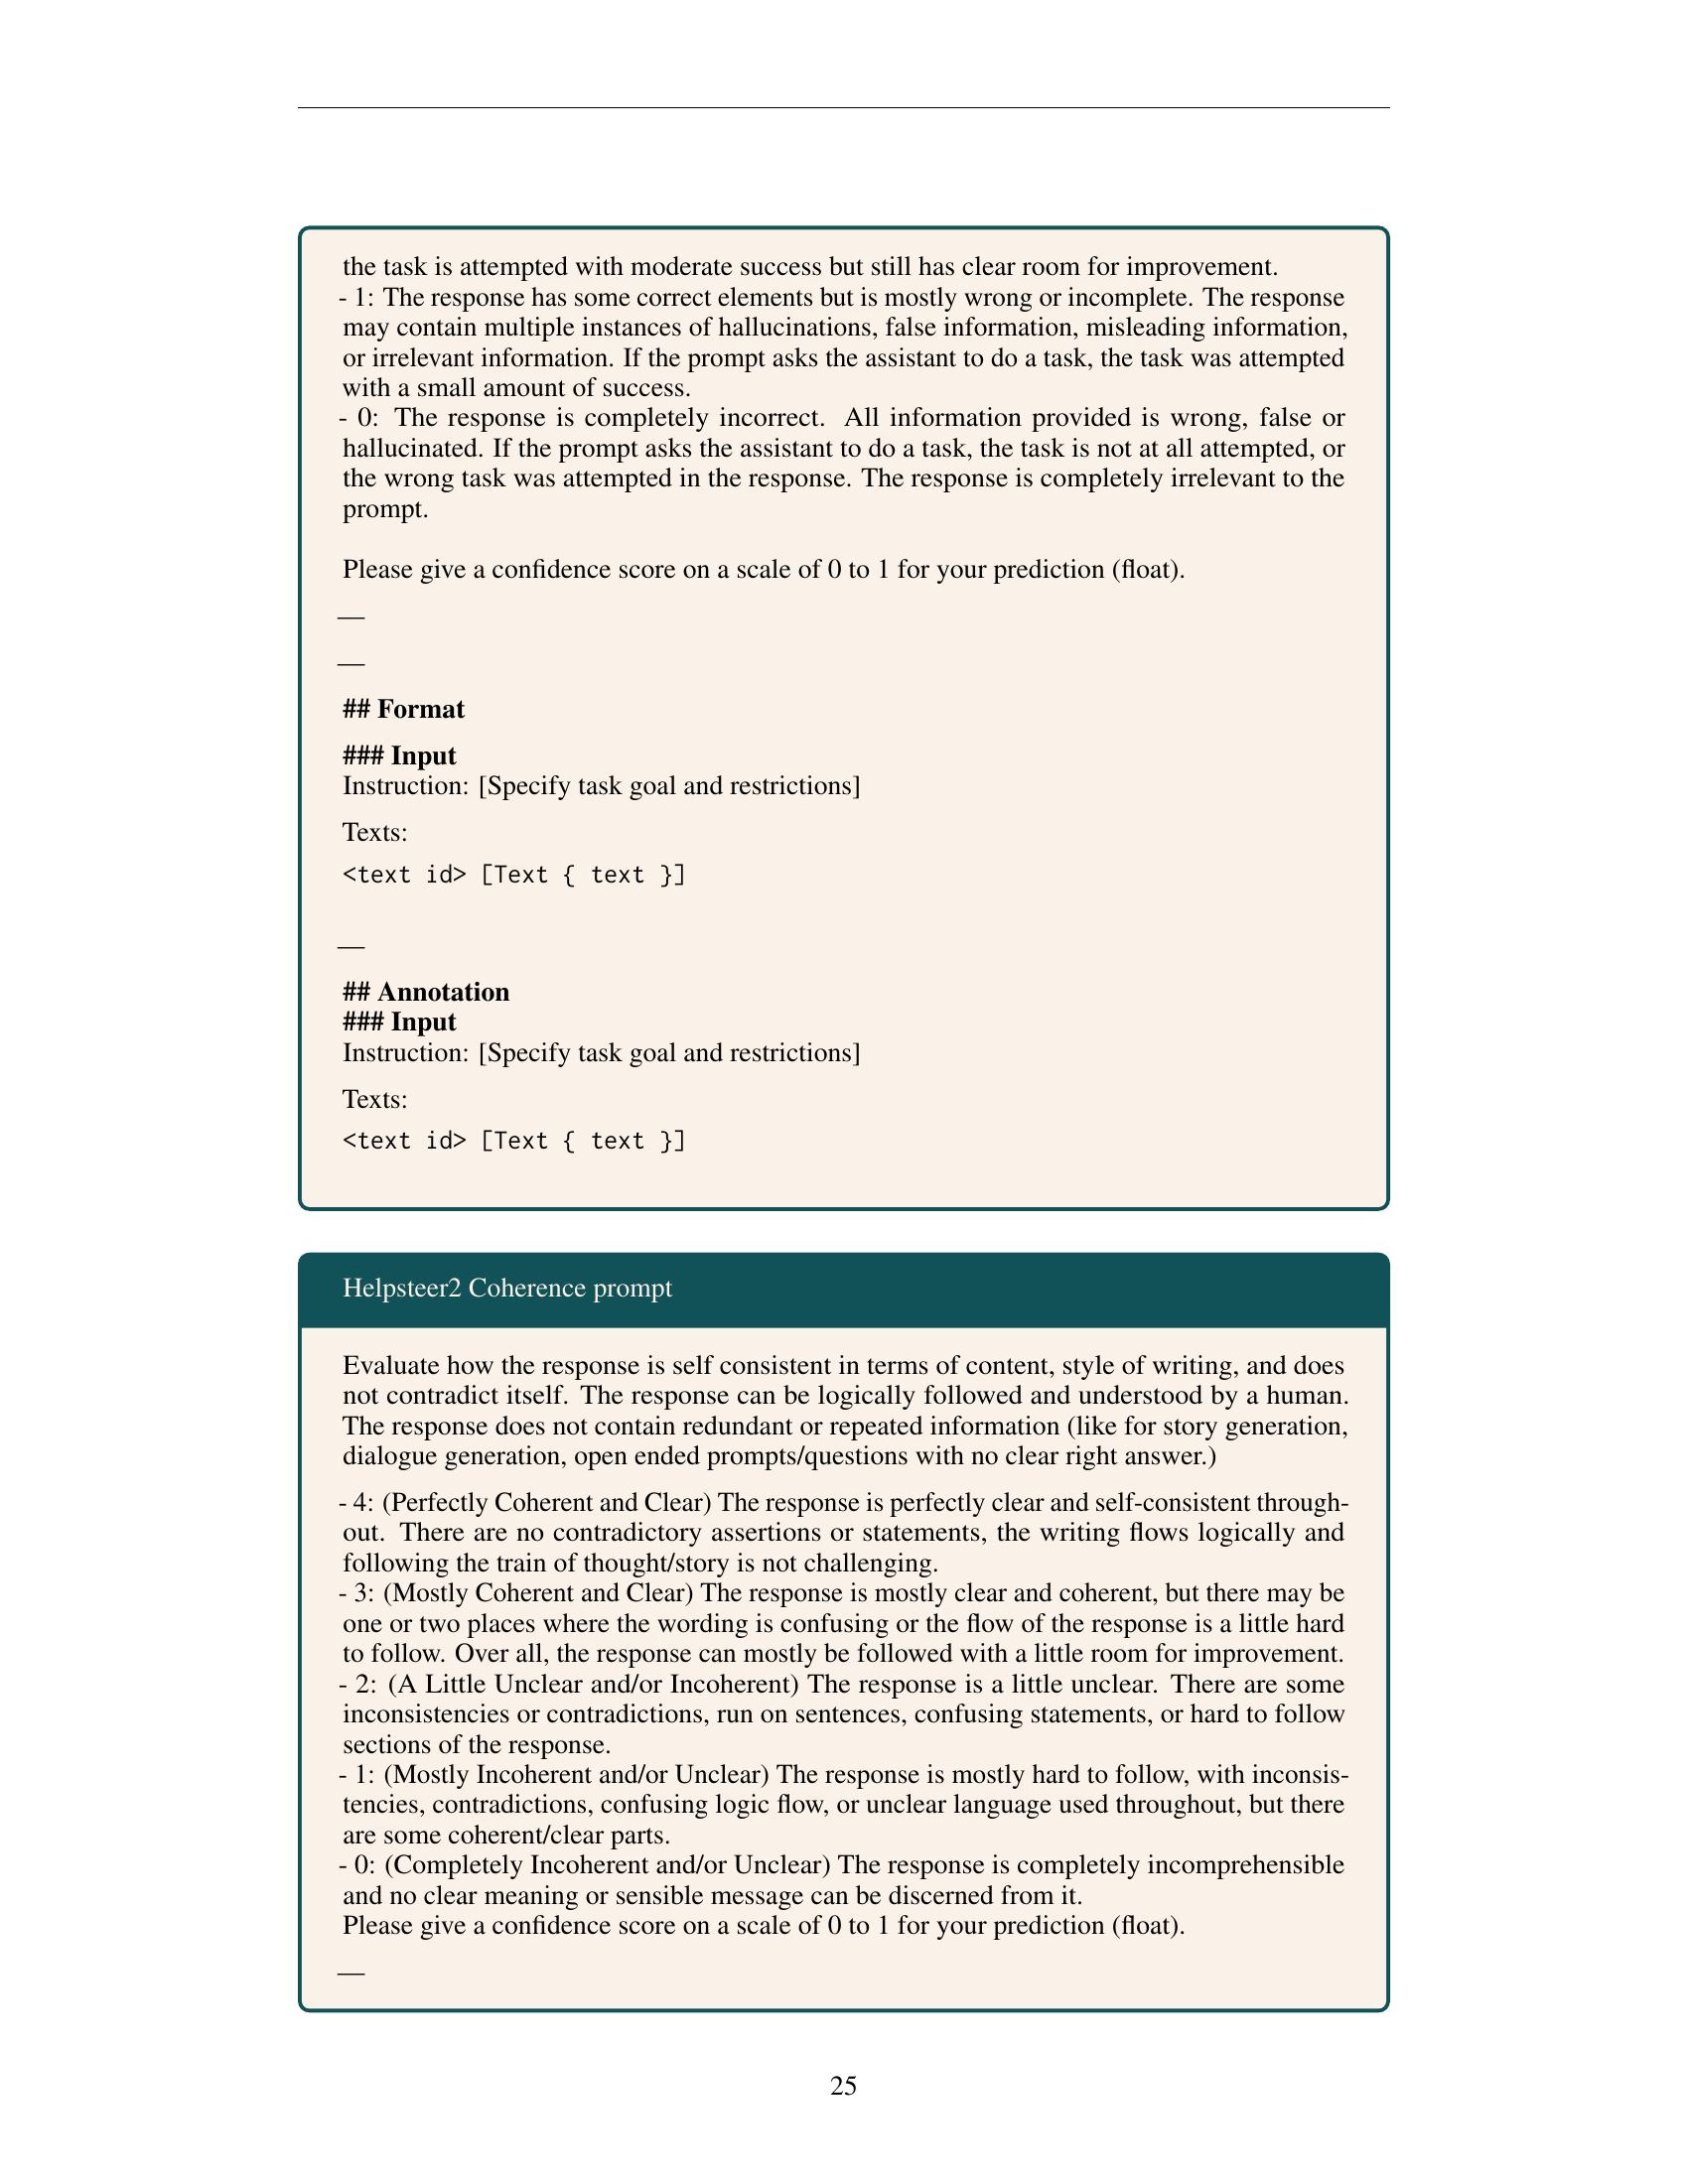 the task is attempted with moderate success but still has clear room for improvement.
- 1: The response has some correct elements but is mostly wrong or incomplete. The response
may contain multiple instances of hallucinations, false information, misleading information,
or irrelevant information. If the prompt asks the assistant to do a task, the task was attempted
with a small amount of success.
- 0: The response is completely incorrect. All information provided is wrong, false or
hallucinated. If the prompt asks the assistant to do a task, the task is not at all attempted, or
the wrong task was attempted in the response. The response is completely irrelevant to the
prompt.
Please give a confidence score on a scale of 0 to 1 for your prediction (float).
—
—
## Format
### Input
Instruction: [Specify task goal and restrictions]
Texts:
<text id> [Text { text }]
—
## Annotation
### Input
Instruction: [Specify task goal and restrictions]
Texts:
<text id> [Text { text }]
Helpsteer2 Coherence prompt
Evaluate how the response is self consistent in terms of content, style of writing, and does
not contradict itself. The response can be logically followed and understood by a human.
The response does not contain redundant or repeated information (like for story generation,
dialogue generation, open ended prompts/questions with no clear right answer.)
- 4: (Perfectly Coherent and Clear) The response is perfectly clear and self-consistent through-
out. There are no contradictory assertions or statements, the writing flows logically and
following the train of thought/story is not challenging.
- 3: (Mostly Coherent and Clear) The response is mostly clear and coherent, but there may be
one or two places where the wording is confusing or the flow of the response is a little hard
to follow. Over all, the response can mostly be followed with a little room for improvement.
- 2: (A Little Unclear and/or Incoherent) The response is a little unclear. There are some
inconsistencies or contradictions, run on sentences, confusing statements, or hard to follow
sections of the response.
- 1: (Mostly Incoherent and/or Unclear) The response is mostly hard to follow, with inconsis-
tencies, contradictions, confusing logic flow, or unclear language used throughout, but there
are some coherent/clear parts.
- 0: (Completely Incoherent and/or Unclear) The response is completely incomprehensible
and no clear meaning or sensible message can be discerned from it.
Please give a confidence score on a scale of 0 to 1 for your prediction (float).
—
25